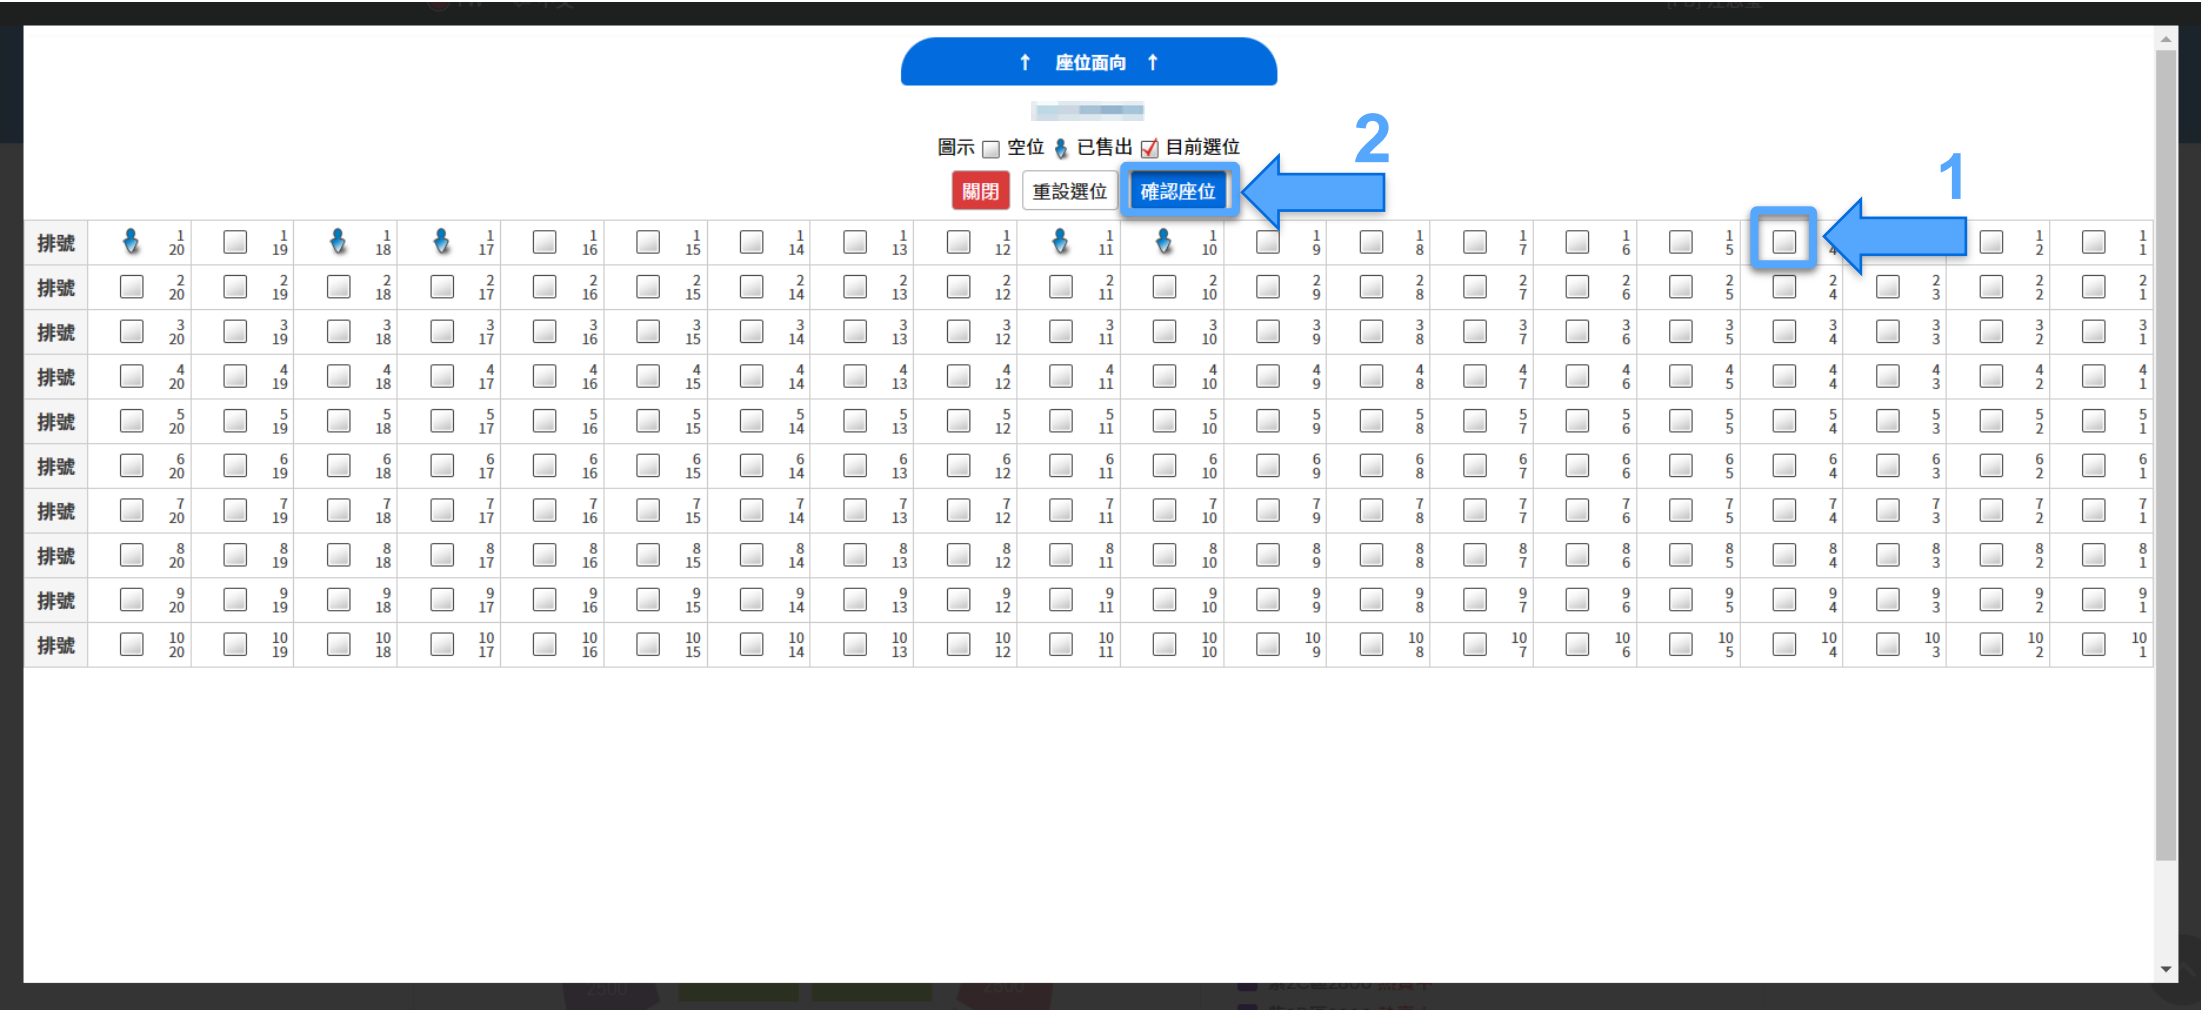 ↑ 座位面向 ↑
圖示 空位 已售出 目前選位
2
關閉 重設選位 確認座位
1
排號 1 20 1 19 1 18 1 17 1 16 1 15 1 14 1 13 1 12 1 11 1 10 1 9 1 8 1 7 1 6 1 5 4 1 2 1 1
排號 2 20 2 19 2 18 2 17 2 16 2 15 2 14 2 13 2 12 2 11 2 10 2 9 2 8 2 7 2 6 2 5 2 4 2 3 2 2 2 1
排號 3 20 3 19 3 18 3 17 3 16 3 15 3 14 3 13 3 12 3 11 3 10 3 9 3 8 3 7 3 6 3 5 3 4 3 3 3 2 3 1
排號 4 20 4 19 4 18 4 17 4 16 4 15 4 14 4 13 4 12 4 11 4 10 4 9 4 8 4 7 4 6 4 5 4 4 4 3 4 2 4 1
排號 5 20 5 19 5 18 5 17 5 16 5 15 5 14 5 13 5 12 5 11 5 10 5 9 5 8 5 7 5 6 5 5 5 4 5 3 5 2 5 1
排號 6 20 6 19 6 18 6 17 6 16 6 15 6 14 6 13 6 12 6 11 6 10 6 9 6 8 6 7 6 6 6 5 6 4 6 3 6 2 6 1
排號 7 20 7 19 7 18 7 17 7 16 7 15 7 14 7 13 7 12 7 11 7 10 7 9 7 8 7 7 7 6 7 5 7 4 7 3 7 2 7 1
排號 8 20 8 19 8 18 8 17 8 16 8 15 8 14 8 13 8 12 8 11 8 10 8 9 8 8 8 7 8 6 8 5 8 4 8 3 8 2 8 1
排號 9 20 9 19 9 18 9 17 9 16 9 15 9 14 9 13 9 12 9 11 9 10 9 9 9 8 9 7 9 6 9 5 9 4 9 3 9 2 9 1
排號 10 20 10 19 10 18 10 17 10 16 10 15 10 14 10 13 10 12 10 11 10 10 10 9 10 8 10 7 10 6 10 5 10 4 10 3 10 2 10 1